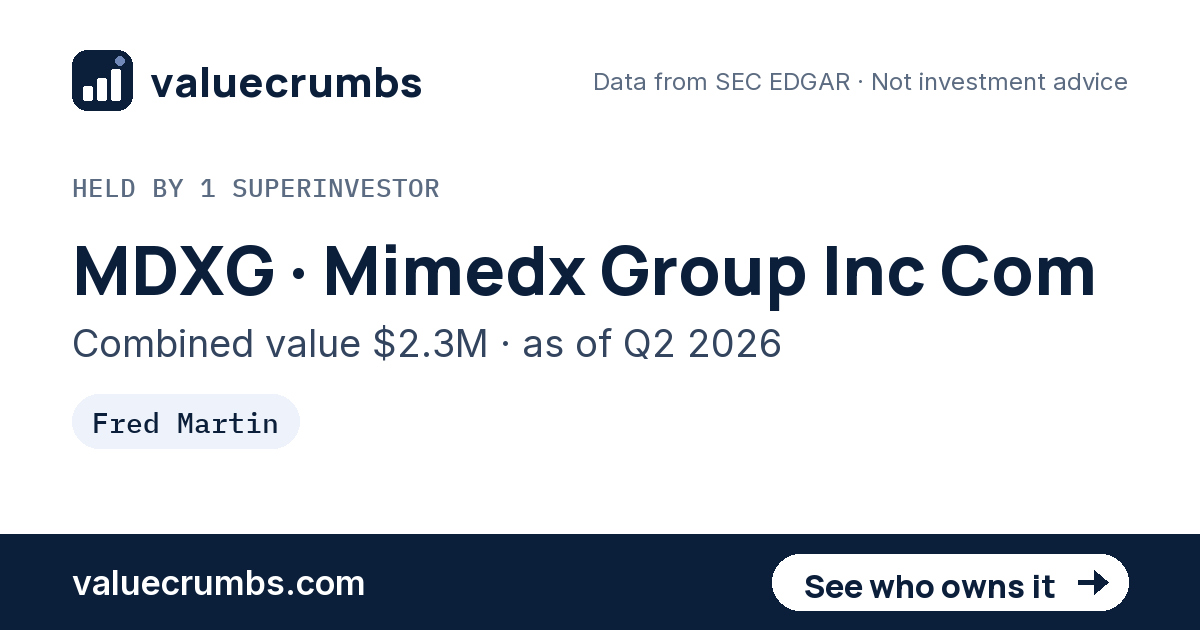 valuecrumbs
Data from SEC EDGAR · Not investment advice
HELD BY 1 SUPERINVESTOR
MDXG · Mimedx Group Inc Com
Combined value $2.3M · as of Q2 2026
Fred Martin
valuecrumbs.com
See who owns it →